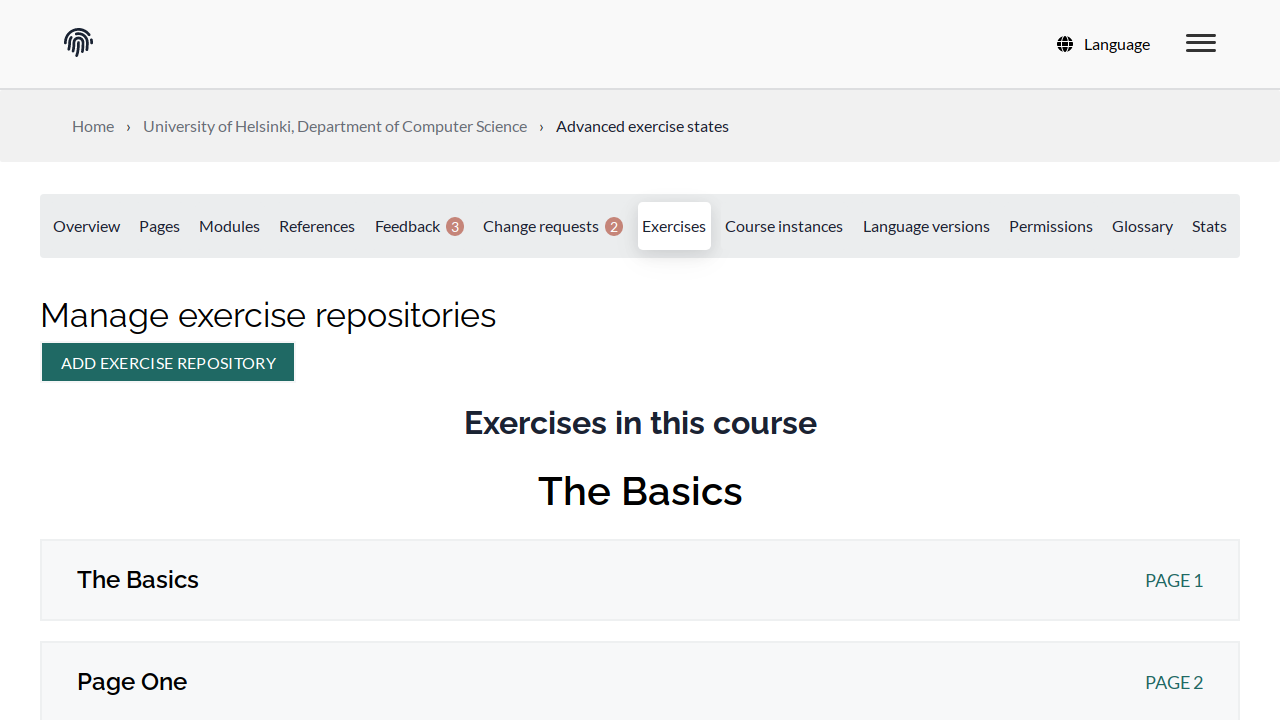 Language
Home › University of Helsinki, Department of Computer Science › Advanced exercise states
Overview Pages Modules References Feedback 3 Change requests 2 Exercises Course instances Language versions Permissions Glossary Stats
Manage exercise repositories
ADD EXERCISE REPOSITORY
Exercises in this course
The Basics
The Basics PAGE 1
Page One PAGE 2